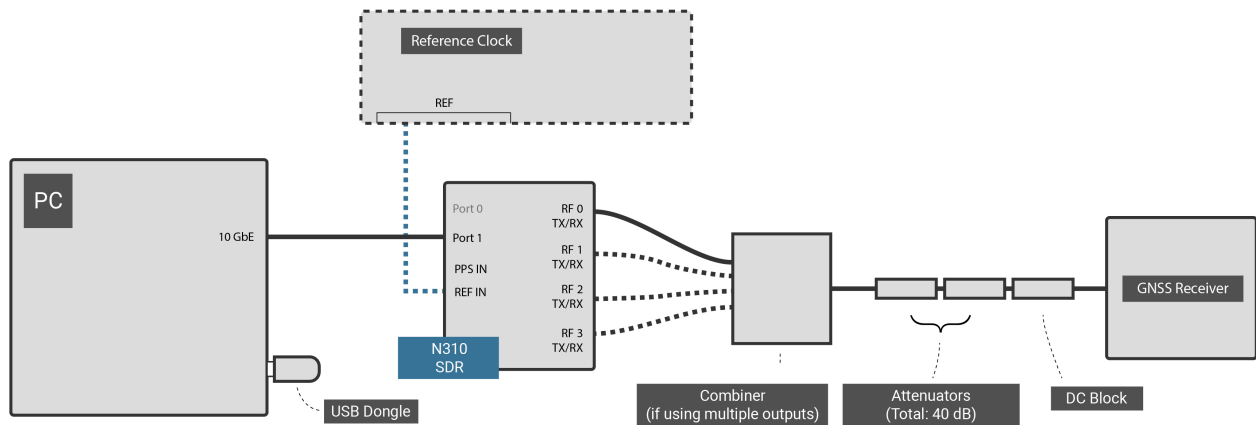 Reference Clock
REF
PC
10 GbE
Port 0
Port 1
PPS IN
REF IN
RF 0
TX/RX
RF 1
TX/RX
RF 2
TX/RX
RF 3
TX/RX
N310
SDR
GNSS Receiver
USB Dongle
Combiner
(if using multiple outputs)
Attenuators
(Total: 40 dB)
DC Block